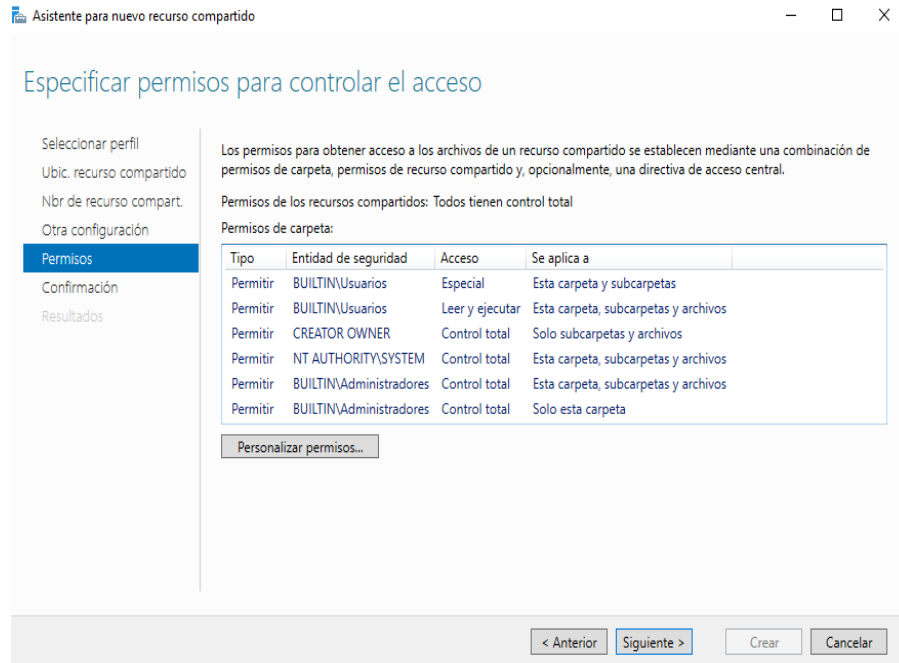 Asistente para nuevo recurso compartido
Especificar permisos para controlar el acceso
Seleccionar perfil
Ubic. recurso compartido
Nbr de recurso compart.
Otra configuración
Permisos
Confirmación
Resultados
Los permisos para obtener acceso a los archivos de un recurso compartido se establecen mediante una combinación de
permisos de carpeta, permisos de recurso compartido y, opcionalmente, una directiva de acceso central.
Permisos de los recursos compartidos: Todos tienen control total
Permisos de carpeta:
Tipo Entidad de seguridad Acceso Se aplica a
Permitir BUILTIN\Usuarios Especial Esta carpeta y subcarpetas
Permitir BUILTIN\Usuarios Leer y ejecutar Esta carpeta, subcarpetas y archivos
Permitir CREATOR OWNER Control total Solo subcarpetas y archivos
Permitir NT AUTHORITY\SYSTEM Control total Esta carpeta, subcarpetas y archivos
Permitir BUILTIN\Administradores Control total Esta carpeta, subcarpetas y archivos
Permitir BUILTIN\Administradores Control total Solo esta carpeta
Personalizar permisos...
< Anterior Siguiente > Crear Cancelar